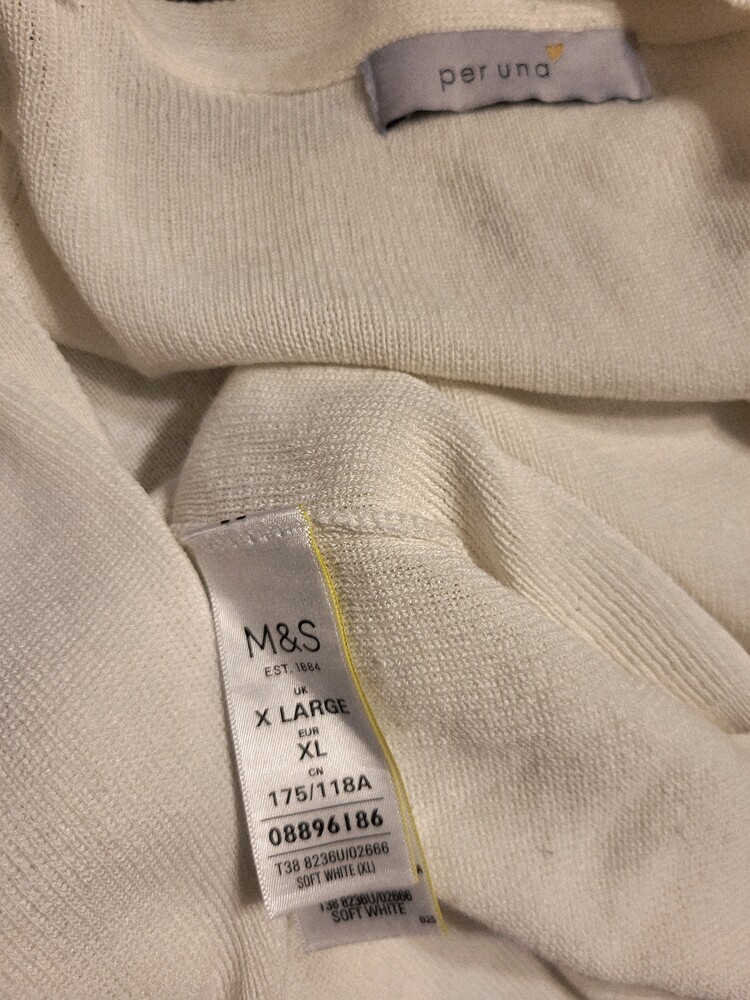 per una
M&S
EST. 1884
UK
X LARGE
EUR
XL
CN
175/118A
08896186
T38 8236U/02666
SOFT WHITE (XL)
T38 8236U/02666
SOFT WHITE